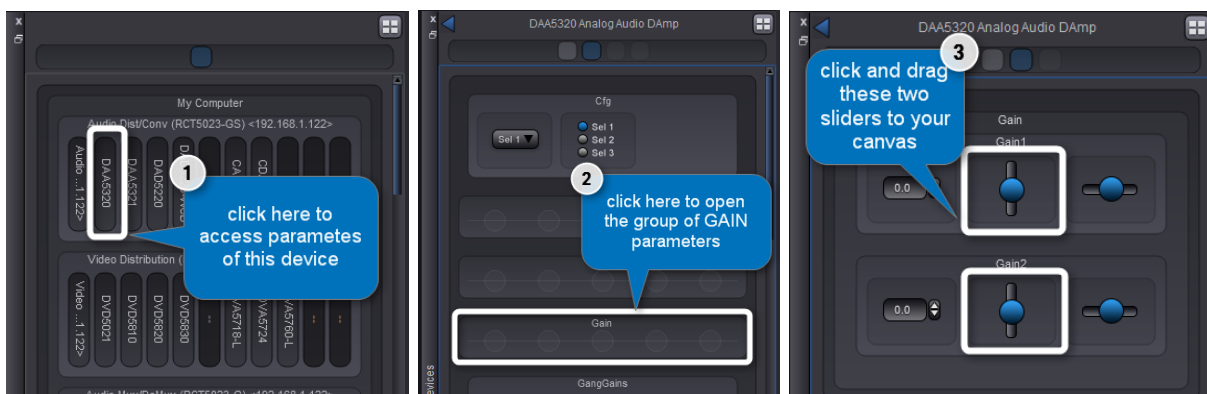 x
My Computer
Audio Dist/Conv (RCT5023-GS) <192.168.1.122>
Audio ..1.122>
DAA5320
DAA5321
DAD5220
CA
CD
1
click here to
access parametes
of this device
Video Distribution (
Video ..1.122>
DVD5021
DVD5810
DVD5820
DVD5830
--
VA5718-L
OVA5724
VA5760-L
--
--
x
DAA5320 Analog Audio DAmp
Cfg
Sel 1
Sel 1
Sel 2
Sel 3
2
click here to open
the group of GAIN
parameters
Gain
GangGains
evices
x
DAA5320 Analog Audio DAmp
3
click and drag
these two
sliders to your
canvas
Gain
Gain1
0.0
Gain2
0.0